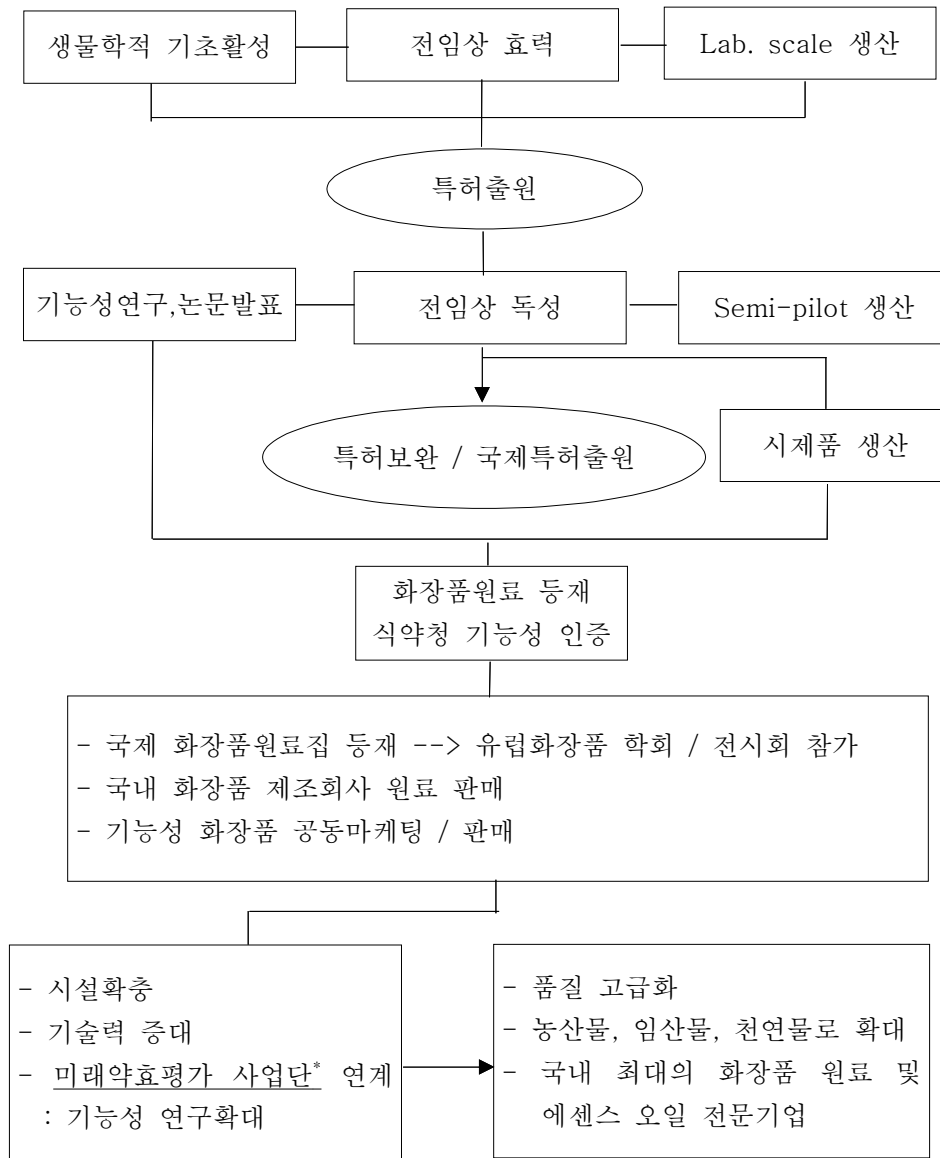 생물학적 기초활성
전임상 효력
Lab. scale 생산
특허출원
기능성연구,논문발표
전임상 독성
Semi-pilot 생산
특허보완 / 국제특허출원
시제품 생산
화장품원료 등재
식약청 기능성 인증
- 국제 화장품원료집 등재 --> 유럽화장품 학회 / 전시회 참가
- 국내 화장품 제조회사 원료 판매
- 기능성 화장품 공동마케팅 / 판매
- 시설확충
- 기술력 증대
- 미래약효평가 사업단* 연계
: 기능성 연구확대
- 품질 고급화
- 농산물, 임산물, 천연물로 확대
- 국내 최대의 화장품 원료 및
에센스 오일 전문기업